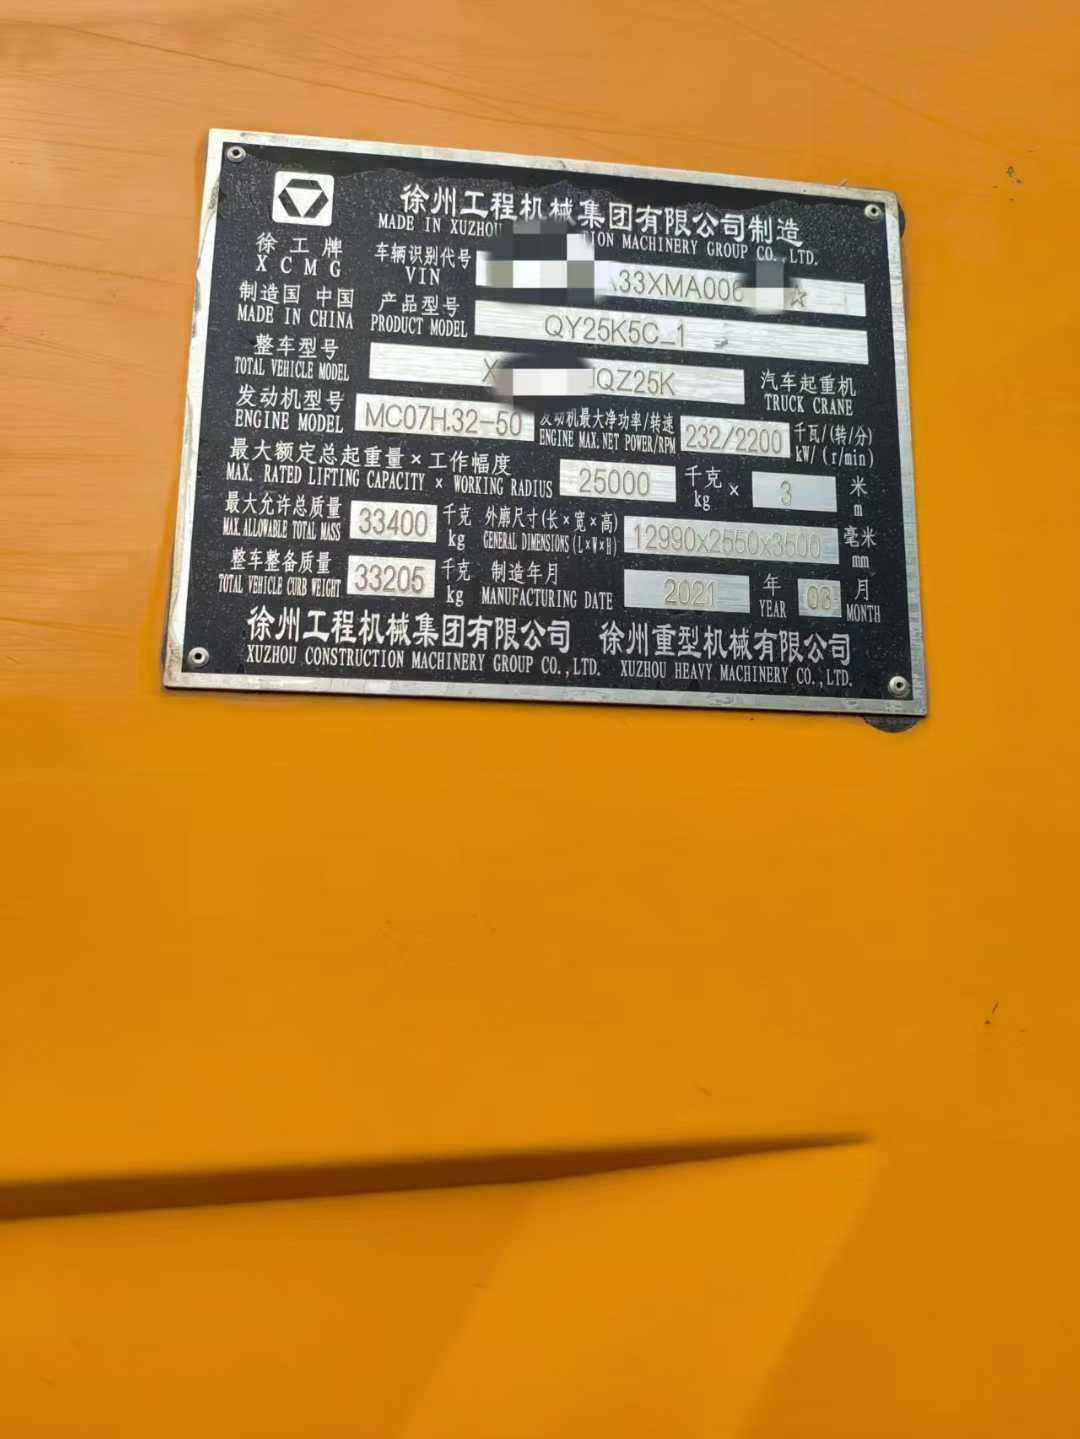 徐州工程机械集团有限公司制造
MADE IN XUZHOU ION MACHINERY GROUP CO.,LTD.
徐工牌
XCMG
车辆识别代号
VIN
33XMA006 ☆
制造国 中国
MADE IN CHINA
产品型号
PRODUCT MODEL
QY25K5C_1
整车型号
TOTAL VEHICLE MODEL
X JQZ25K
汽车起重机
TRUCK CRANE
发动机型号
ENGINE MODEL
MC07H.32-50
发动机最大净功率/转速
ENGINE MAX.NET POWER/RPM
232/2200
千瓦/(转/分)
kW/(r/min)
最大额定总起重量×工作幅度
MAX. RATED LIFTING CAPACITY × WORKING RADIUS
25000
千克
kg
×
3
米
m
最大允许总质量
MAX.ALLOWABLE TOTAL MASS
33400
千克
kg
外廓尺寸(长×宽×高)
GENERAL DIMENSIONS(L×W×H)
12990x2550x3500
毫米
mm
整车整备质量
TOTAL VEHICLE CURB WEIGHT
33205
千克
kg
制造年月
MANUFACTURING DATE
2021
年
YEAR
月
MONTH
徐州工程机械集团有限公司 徐州重型机械有限公司
XUZHOU CONSTRUCTION MACHINERY GROUP CO.,LTD. XUZHOU HEAVY MACHINERY CO.,LTD.